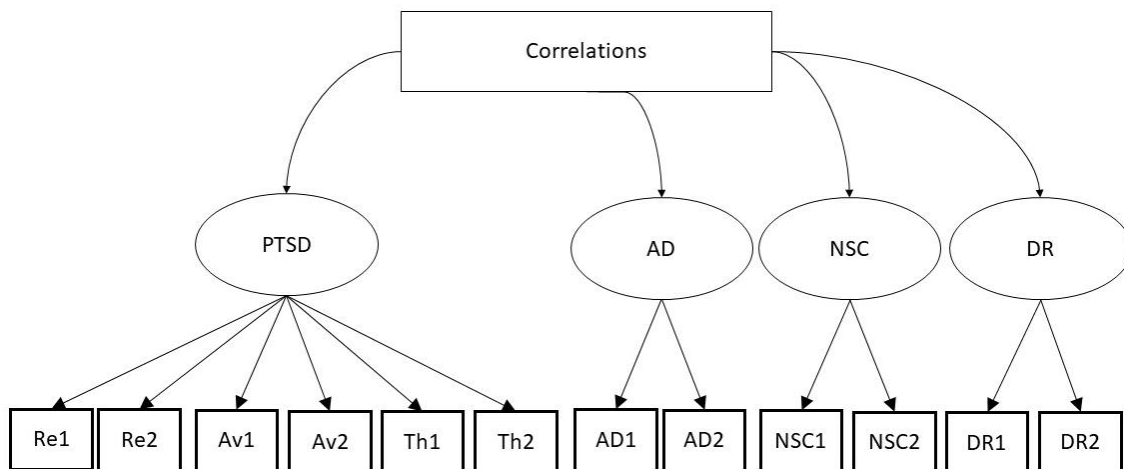 Correlations
PTSD
AD
NSC
DR
Re1
Re2
Av1
Av2
Th1
Th2
AD1
AD2
NSC1
NSC2
DR1
DR2